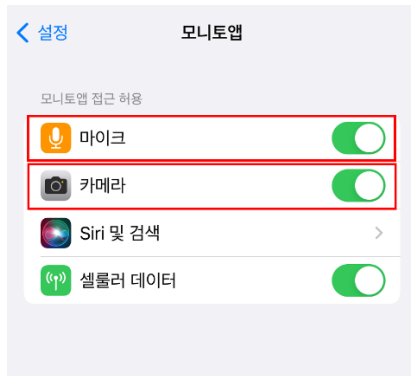 설정
모니토앱
모니토앱 접근 허용
마이크
카메라
Siri 및 검색
셀룰러 데이터